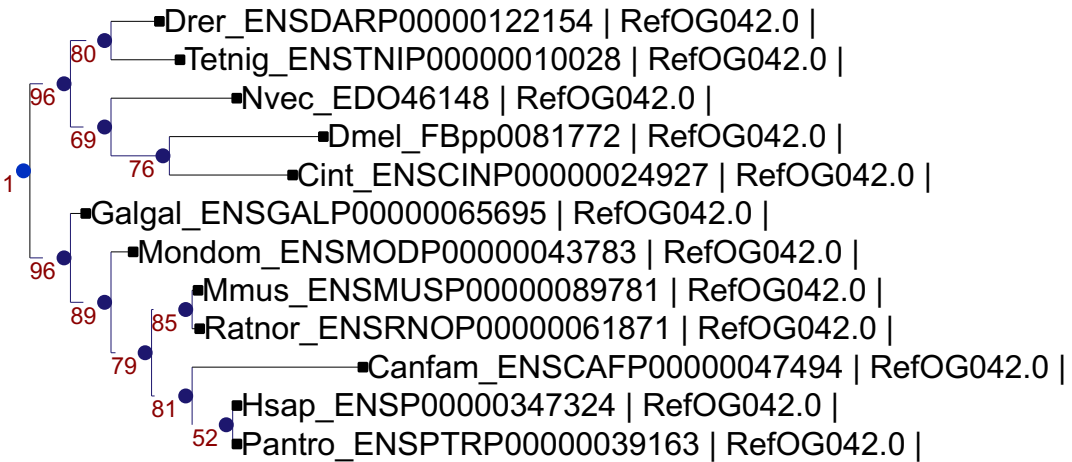 Drer_ENSDARP00000122154 | RefOG042.0 |
80
Tetnig_ENSTNIP00000010028 | RefOG042.0 |
96
Nvec_EDO46148 | RefOG042.0 |
69
Dmel_FBpp0081772 | RefOG042.0 |
76
Cint_ENSCINP00000024927 | RefOG042.0 |
1
Galgal_ENSGALP00000065695 | RefOG042.0 |
Mondom_ENSMODP00000043783 | RefOG042.0 |
96
Mmus_ENSMUSP00000089781 | RefOG042.0 |
89
85
Ratnor_ENSRNOP00000061871 | RefOG042.0 |
79
Canfam_ENSCAFP00000047494 | RefOG042.0 |
81
Hsap_ENSP00000347324 | RefOG042.0 |
52
Pantro_ENSPTRP00000039163 | RefOG042.0 |